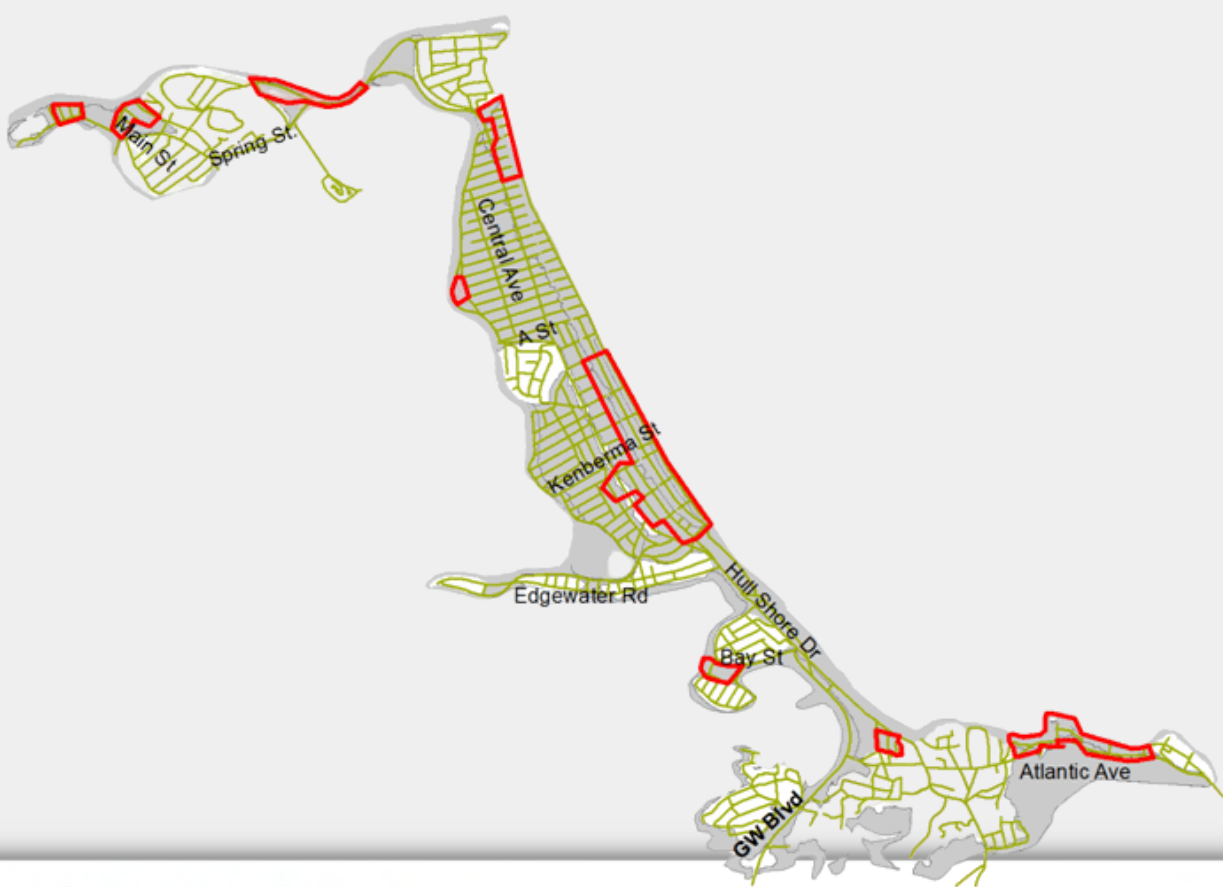 Main St
Spring St.
Central Ave
A St
Kenberma St
Edgewater Rd
Hull Shore Dr
Bay St
Atlantic Ave
GW Blvd